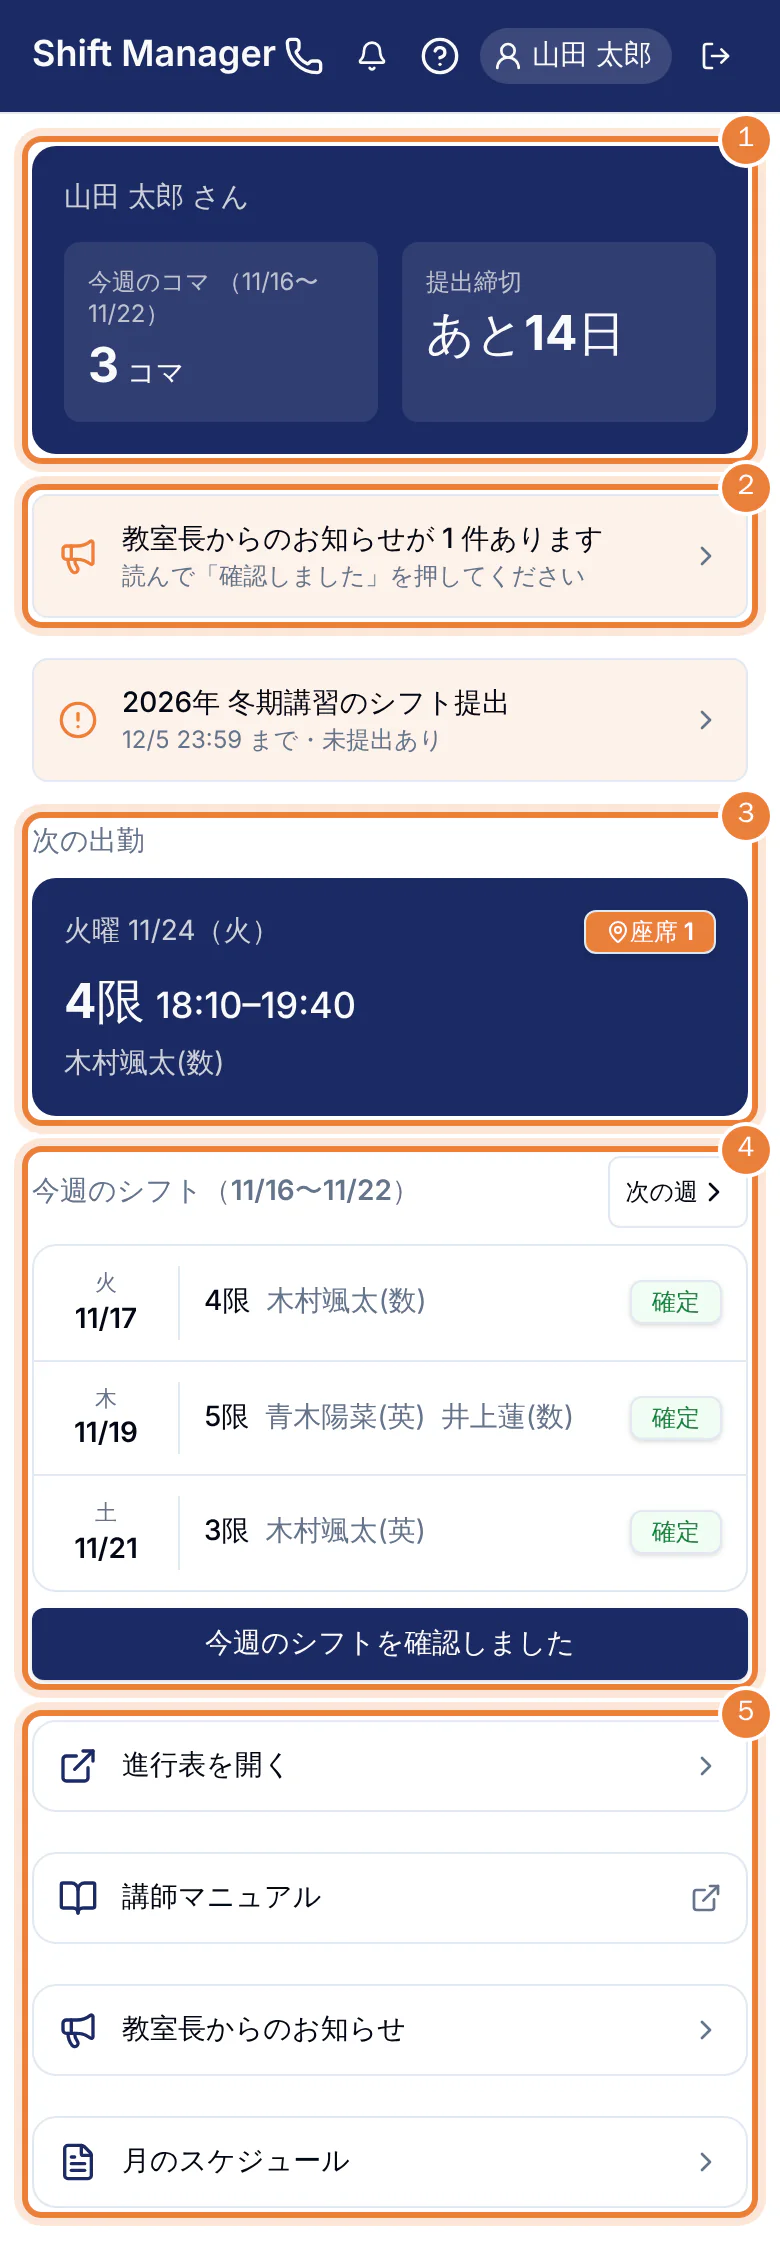 Shift Manager 山田 太郎
1
山田 太郎 さん
今週のコマ （11/16〜
11/22）
3 コマ
提出締切
あと14日
2
教室長からのお知らせが 1 件あります
読んで「確認しました」を押してください
2026年 冬期講習のシフト提出
12/5 23:59 まで・未提出あり
3
次の出勤
火曜 11/24（火）
座席 1
4限 18:10–19:40
木村颯太(数)
4
今週のシフト（11/16〜11/22）
次の週
火
11/17
4限 木村颯太(数)
確定
木
11/19
5限 青木陽菜(英) 井上蓮(数)
確定
土
11/21
3限 木村颯太(英)
確定
今週のシフトを確認しました
5
進行表を開く
講師マニュアル
教室長からのお知らせ
月のスケジュール